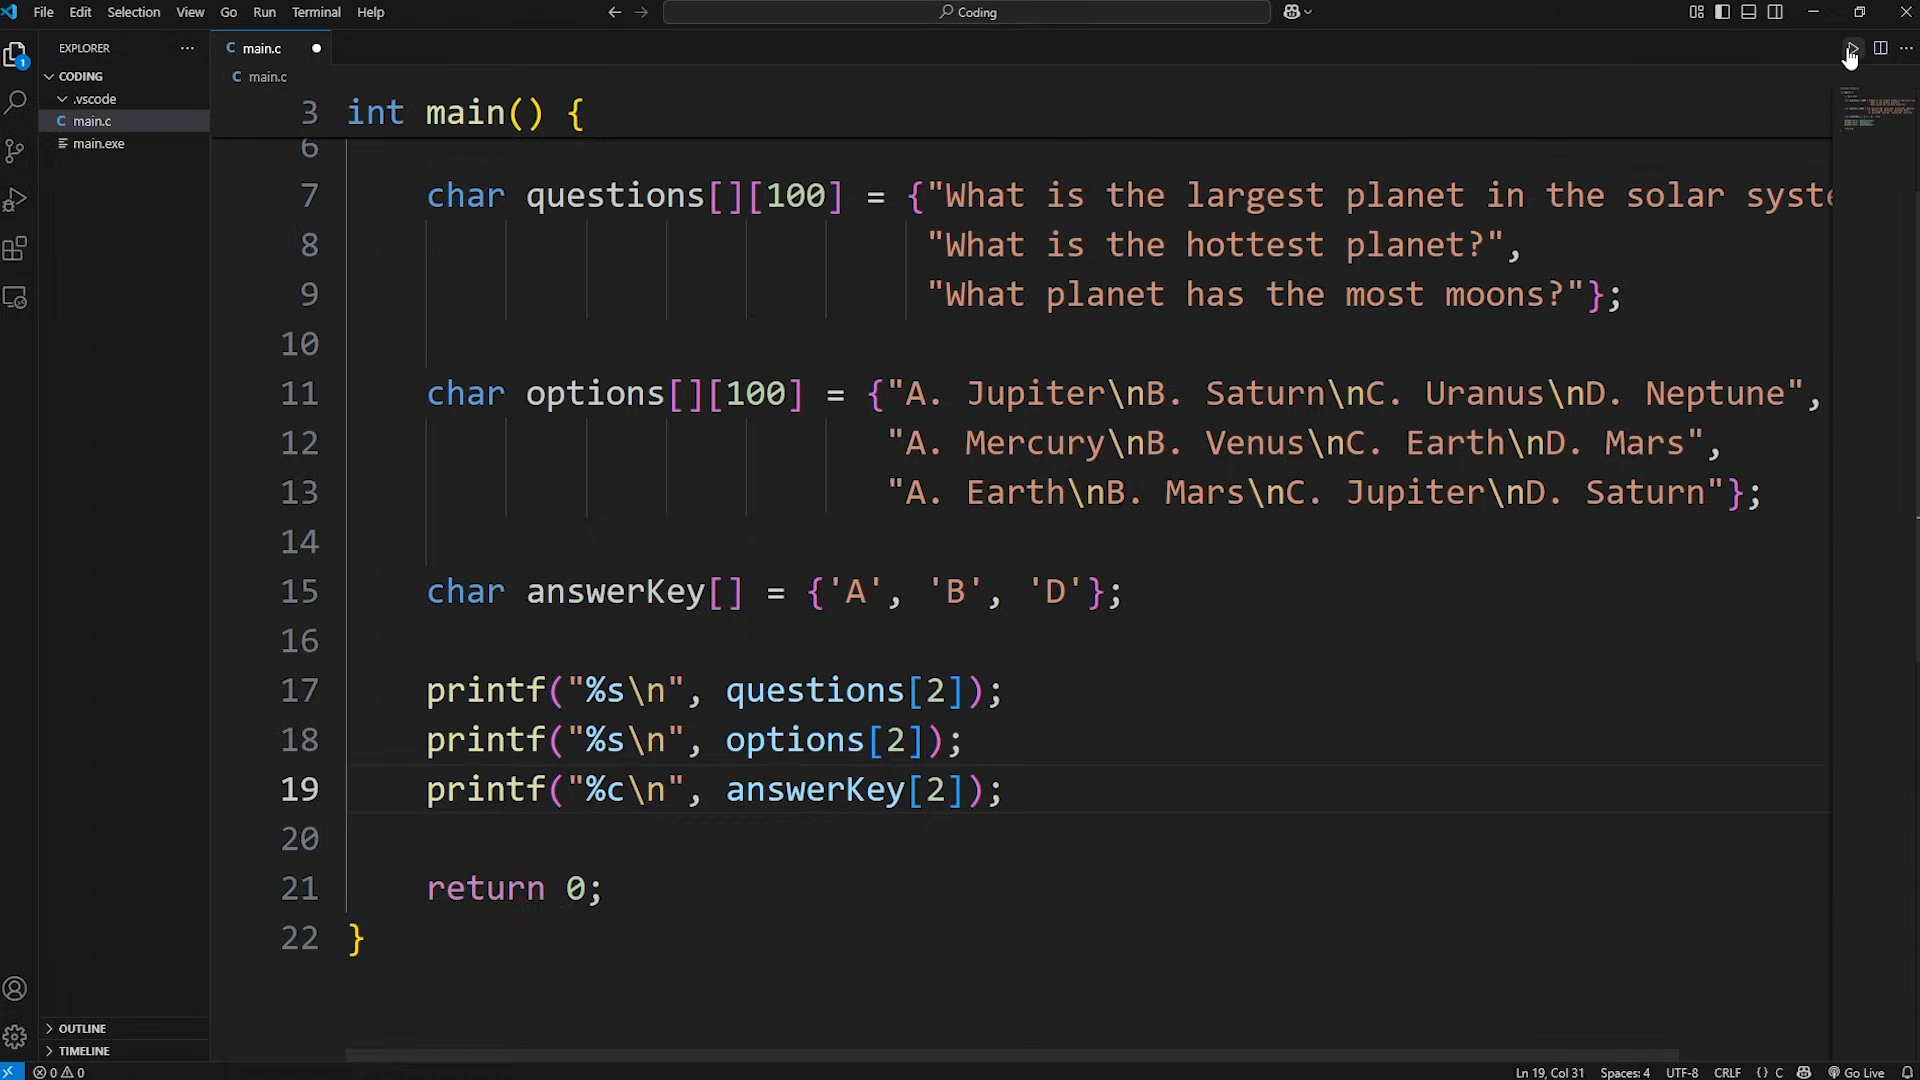 File Edit Selection View Go Run Terminal Help Coding
EXPLORER ··· C main.c
CODING
C main.c
.vscode
C main.c
main.exe
1
3 int main() {
6
7 char questions[][100] = {"What is the largest planet in the solar syste
8 "What is the hottest planet?",
9 "What planet has the most moons?"};
10
11 char options[][100] = {"A. Jupiter\nB. Saturn\nC. Uranus\nD. Neptune",
12 "A. Mercury\nB. Venus\nC. Earth\nD. Mars",
13 "A. Earth\nB. Mars\nC. Jupiter\nD. Saturn"};
14
15 char answerKey[] = {'A', 'B', 'D'};
16
17 printf("%s\n", questions[2]);
18 printf("%s\n", options[2]);
19 printf("%c\n", answerKey[2]);
20
21 return 0;
22 }
OUTLINE
TIMELINE
0 0 Ln 19, Col 31 Spaces: 4 UTF-8 CRLF {} C Go Live